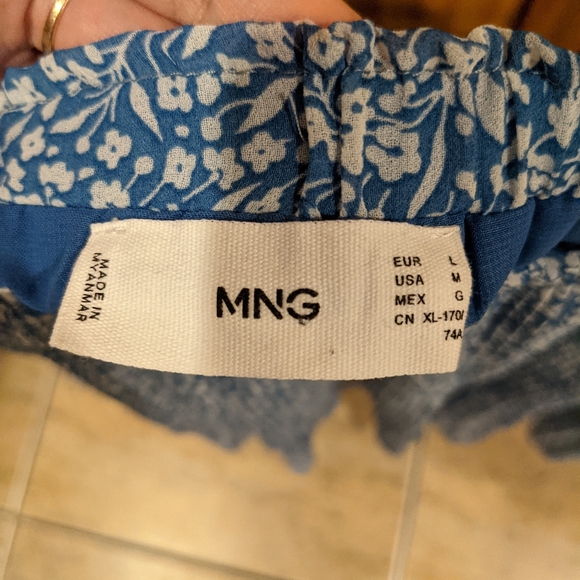 MADE IN
MYANMAR
MNG
EUR L
USA M
MEX G
CN XL-170/
74A